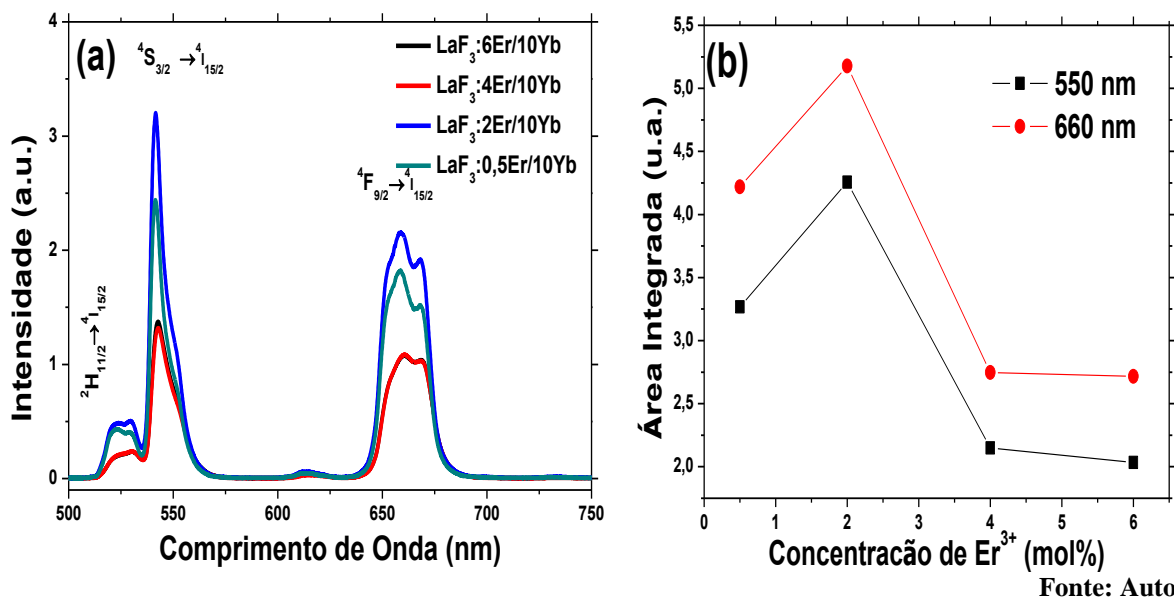 (a)
⁴S₃/₂ →⁴I₁₅/₂
LaF₃:6Er/10Yb
LaF₃:4Er/10Yb
LaF₃:2Er/10Yb
LaF₃:0,5Er/10Yb
⁴F₉/₂→⁴I₁₅/₂
²H₁₁/₂→⁴I₁₅/₂
Intensidade (a.u.)
4
3
2
1
0
500 550 600 650 700 750
Comprimento de Onda (nm)
(b)
550 nm
660 nm
Área Integrada (u.a.)
5,5
5,0
4,5
4,0
3,5
3,0
2,5
2,0
0 1 2 3 4 5 6
Concentracão de Er³⁺ (mol%)
Fonte: Auto